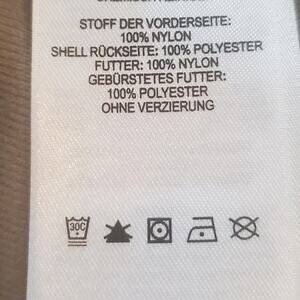 STOFF DER VORDERSEITE:
100% NYLON
SHELL RÜCKSEITE: 100% POLYESTER
FUTTER: 100% NYLON
GEBÜRSTETES FUTTER:
100% POLYESTER
OHNE VERZIERUNG
30C